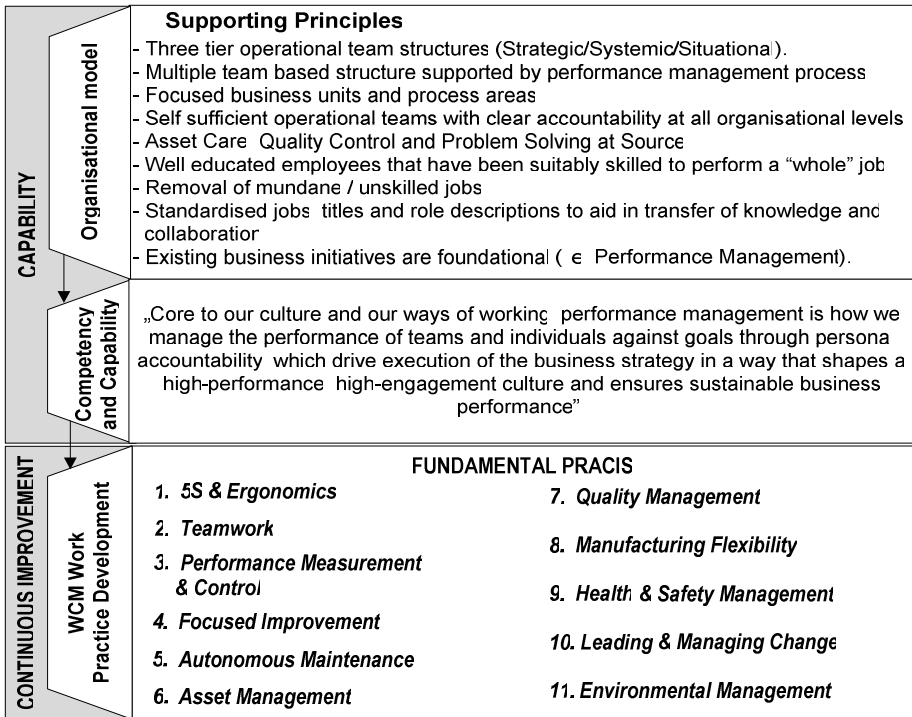 Supporting Principles
- Three tier operational team structures (Strategic/Systemic/Situational).
- Multiple team based structure supported by performance management process
- Focused business units and process areas
- Self sufficient operational teams with clear accountability at all organisational levels
- Asset Care Quality Control and Problem Solving at Source
- Well educated employees that have been suitably skilled to perform a “whole” job
- Removal of mundane / unskilled jobs
- Standardised jobs titles and role descriptions to aid in transfer of knowledge and
collaboration
- Existing business initiatives are foundational ( є Performance Management).
CAPABILITY
Organisational model
Competency
and Capability
„Core to our culture and our ways of working performance management is how we
manage the performance of teams and individuals against goals through persona
accountability which drive execution of the business strategy in a way that shapes a
high-performance high-engagement culture and ensures sustainable business
performance”
CONTINUOUS IMPROVEMENT
WCM Work
Practice Development
FUNDAMENTAL PRACIS
1. 5S & Ergonomics
2. Teamwork
3. Performance Measurement
& Control
4. Focused Improvement
5. Autonomous Maintenance
6. Asset Management
7. Quality Management
8. Manufacturing Flexibility
9. Health & Safety Management
10. Leading & Managing Change
11. Environmental Management